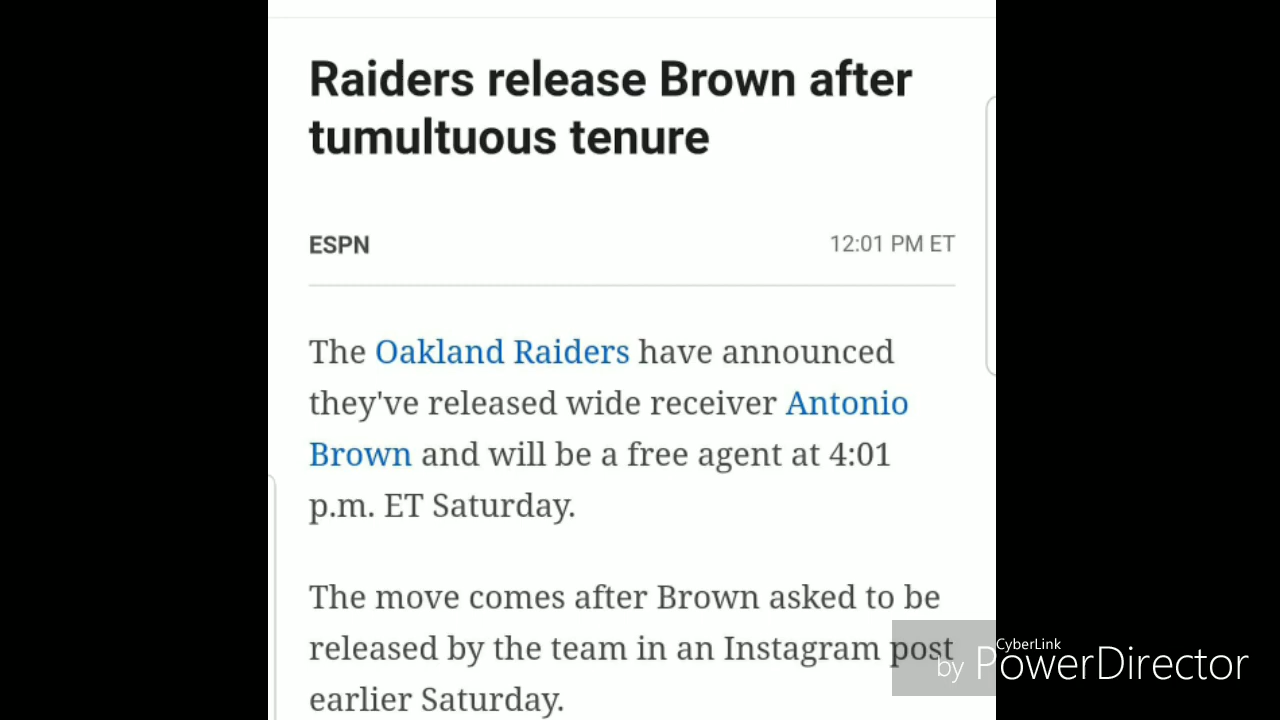 Raiders release Brown after
tumultuous tenure
ESPN 12:01 PM ET
The Oakland Raiders have announced
they've released wide receiver Antonio
Brown and will be a free agent at 4:01
p.m. ET Saturday.
The move comes after Brown asked to be
released by the team in an Instagram post
earlier Saturday.
CyberLink
by PowerDirector